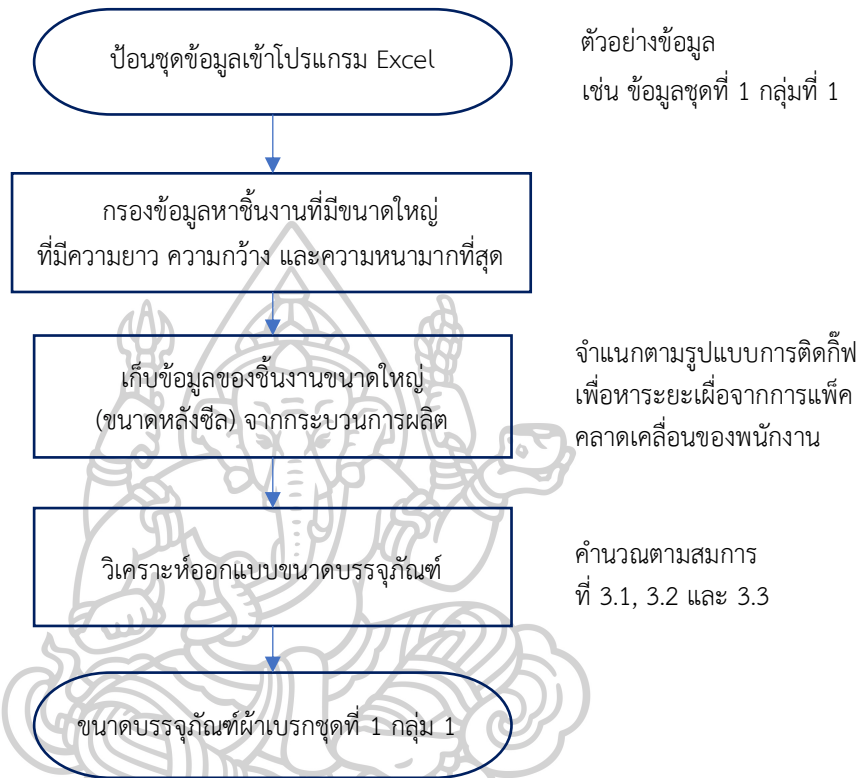 ป้อนชุดข้อมูลเข้าโปรแกรม Excel
ตัวอย่างข้อมูล
เช่น ข้อมูลชุดที่ 1 กลุ่มที่ 1
กรองข้อมูลหาชิ้นงานที่มีขนาดใหญ่
ที่มีความยาว ความกว้าง และความหนามากที่สุด
เก็บข้อมูลของชิ้นงานขนาดใหญ่
(ขนาดหลังซีล) จากกระบวนการผลิต
จำแนกตามรูปแบบการติดกิ๊ฟ
เพื่อหาระยะเผื่อจากการแพ็ค
คลาดเคลื่อนของพนักงาน
วิเคราะห์ออกแบบขนาดบรรจุภัณฑ์
คำนวณตามสมการ
ที่ 3.1, 3.2 และ 3.3
ขนาดบรรจุภัณฑ์ผ้าเบรกชุดที่ 1 กลุ่ม 1